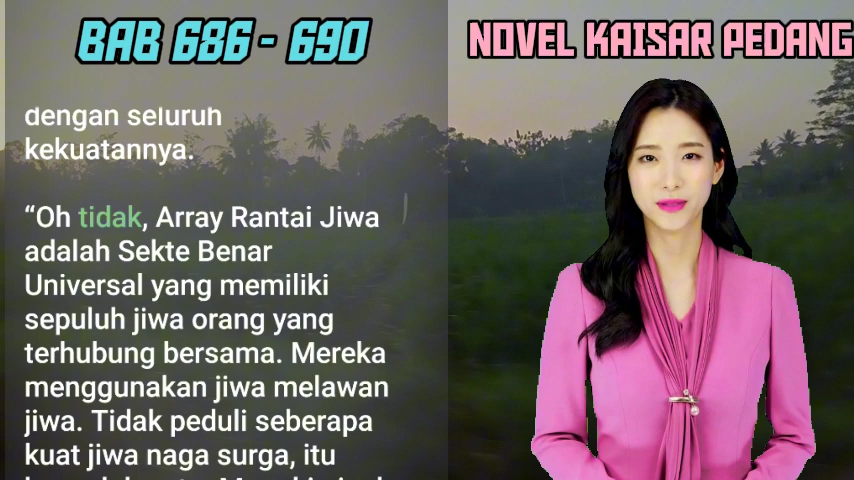 BAB 686 - 690
NOVEL KAISAR PEDANG
dengan seluruh
kekuatannya.
“Oh tidak, Array Rantai Jiwa
adalah Sekte Benar
Universal yang memiliki
sepuluh jiwa orang yang
terhubung bersama. Mereka
menggunakan jiwa melawan
jiwa. Tidak peduli seberapa
kuat jiwa naga surga, itu